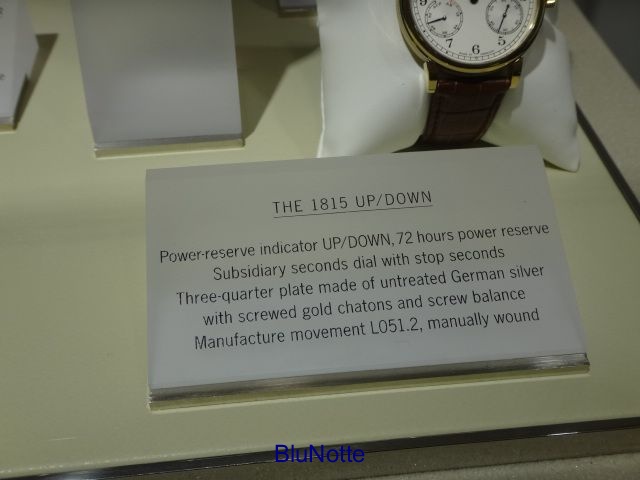 THE 1815 UP/DOWN
Power-reserve indicator UP/DOWN, 72 hours power reserve
Subsidiary seconds dial with stop seconds
Three-quarter plate made of untreated German silver
with screwed gold chatons and screw balance
Manufacture movement L051.2, manually wound
BluNotte